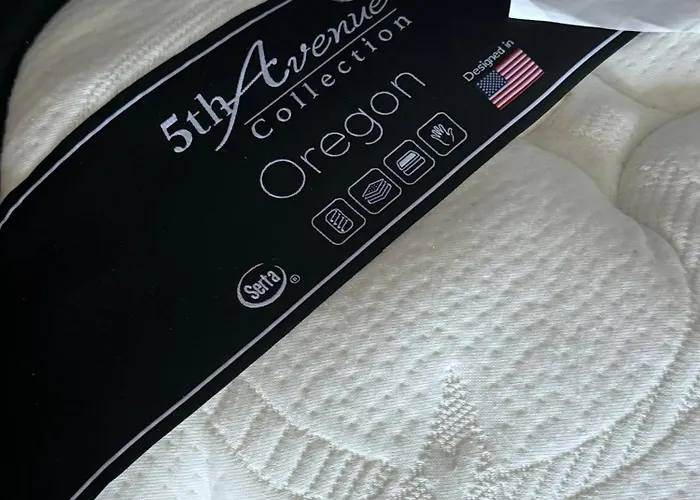 5th Avenue
Collection
Oregon
Designed in
Serta®